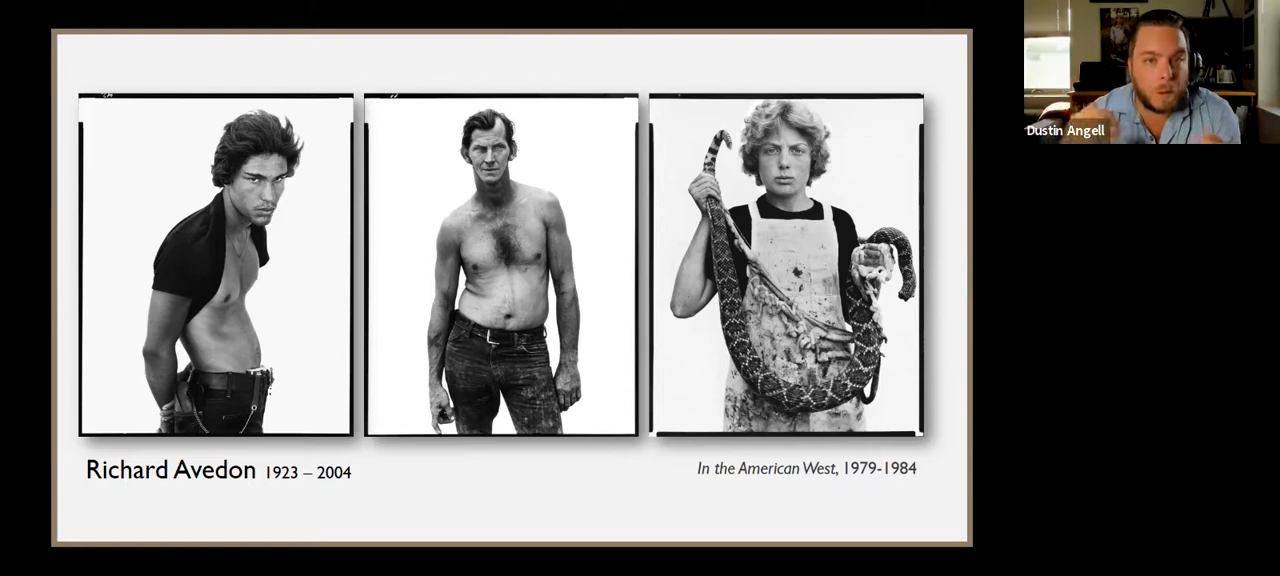 Dustin Angell
Richard Avedon 1923 – 2004
In the American West, 1979-1984